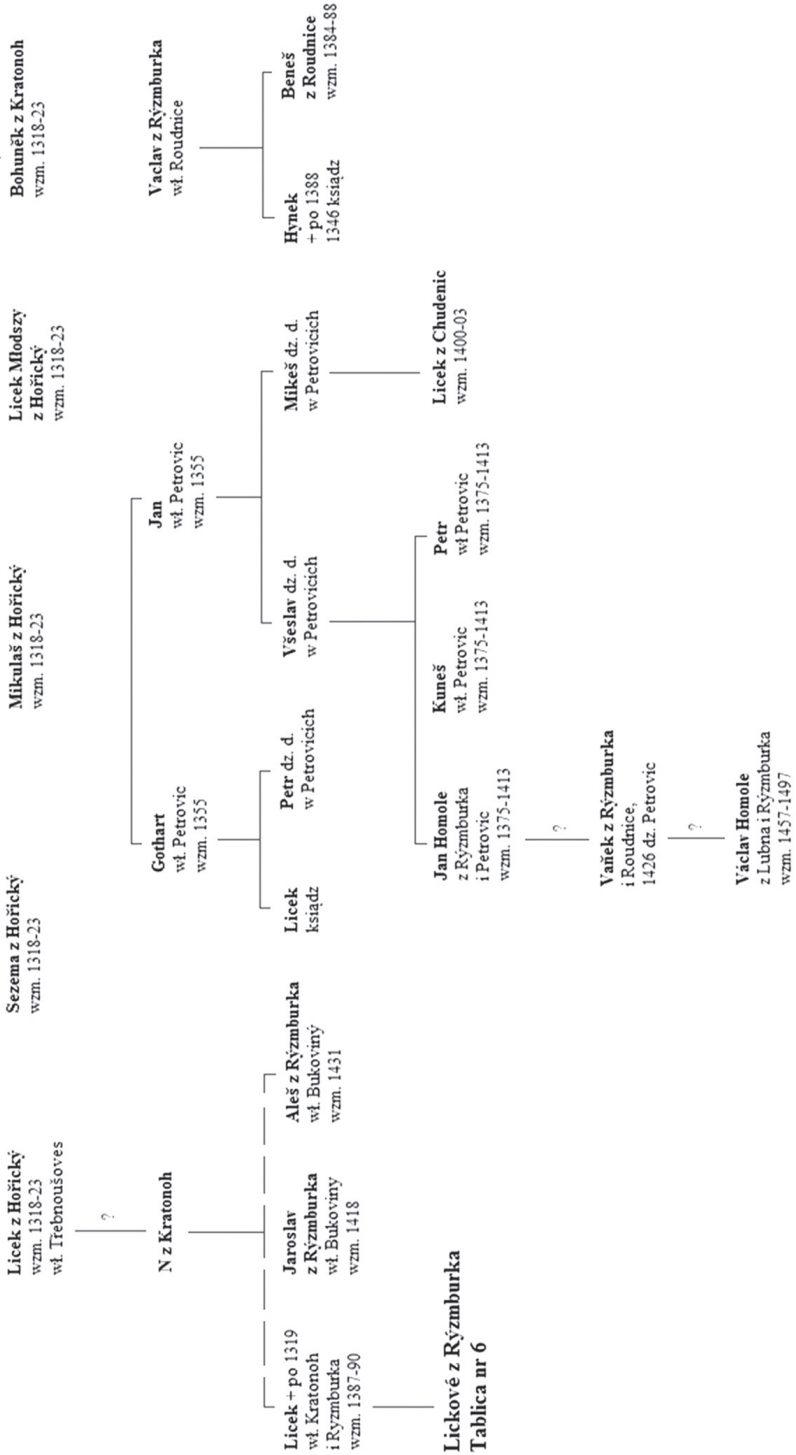 Licek z Hořický
wzm. 1318-23
wł. Třebnoušoves
Sezema z Hořický
wzm. 1318-23
Mikulaš z Hořický
wzm. 1318-23
Licek Młodszy
z Hořický
wzm. 1318-23
Bohuněk z Kratonoh
wzm. 1318-23
?
N z Kratonoh
Gothart
wł. Petrovic
wzm. 1355
Jan
wł. Petrovic
wzm. 1355
Vaclav z Rýzmburka
wł. Roudnice
Licek + po 1319
wł. Kratonoh
i Ryzmburka
wzm. 1387-90
Jaroslav
z Rýzmburka
wł. Bukoviny
wzm. 1418
Aleš z Rýzmburka
wł. Bukoviný
wzm. 1431
Licek
ksiądz
Petr dz. d.
w Petrovicích
Všeslav dz. d.
w Petrovicich
Mikeš dz. d.
w Petrovicich
Hynek
+ po 1388
1346 ksiądz
Beneš
z Roudnice
wzm. 1384-88
Lickové z Rýzmburka
Tablica nr 6
Jan Homole
z Rýzmburka
i Petrovic
wzm. 1375-1413
Kuneš
wł. Petrovic
wzm. 1375-1413
Petr
wł Petrovic
wzm. 1375-1413
Licek z Chudenic
wzm. 1400-03
?
Vaňek z Rýzmburka
i Roudnice,
1426 dz. Petrovic
?
Václav Homole
z Lubna i Rýzmburka
wzm. 1457-1497